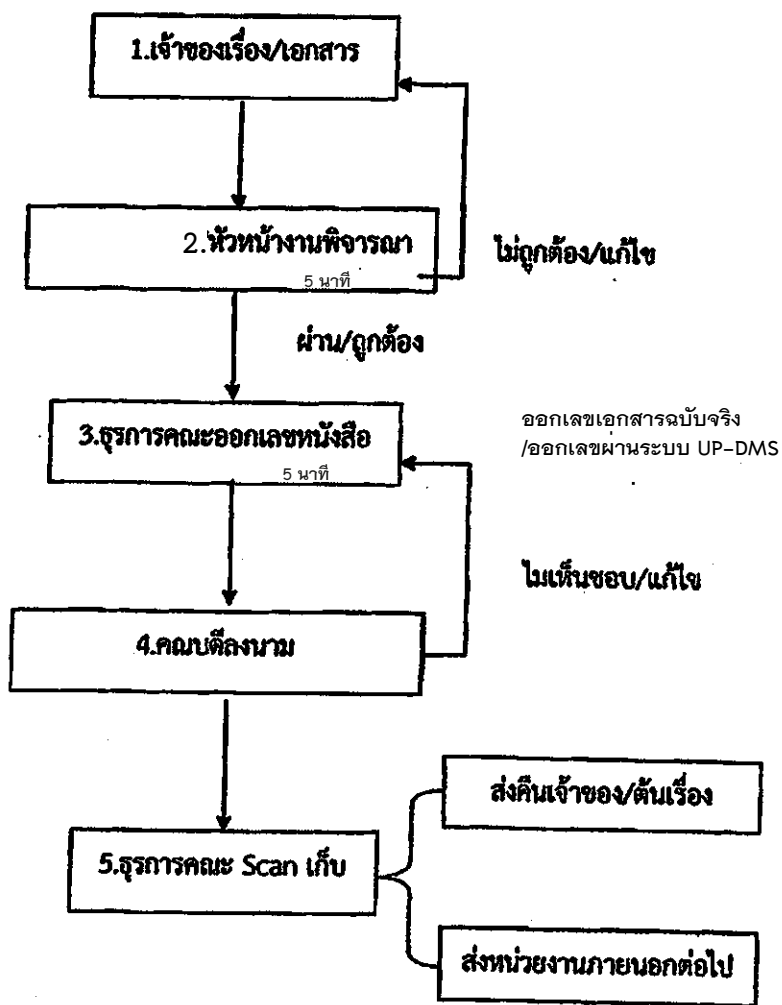 1.เจ้าของเรื่อง/เอกสาร
2.หัวหน้างานพิจารณา
5 นาที
ไม่ถูกต้อง/แก้ไข
ผ่าน/ถูกต้อง
3.ธุรการคณะออกเลขหนังสือ
5 นาที
ออกเลขเอกสารฉบับจริง
/ออกเลขผ่านระบบ UP-DMS
ไมเห็นชอบ/แก้ไข
4.คณบดีลงนาม
ส่งคืนเจ้าของ/ต้นเรื่อง
5.ธุรการคณะ Scan เก็บ
ส่งหน่วยงานภายนอกต่อไป